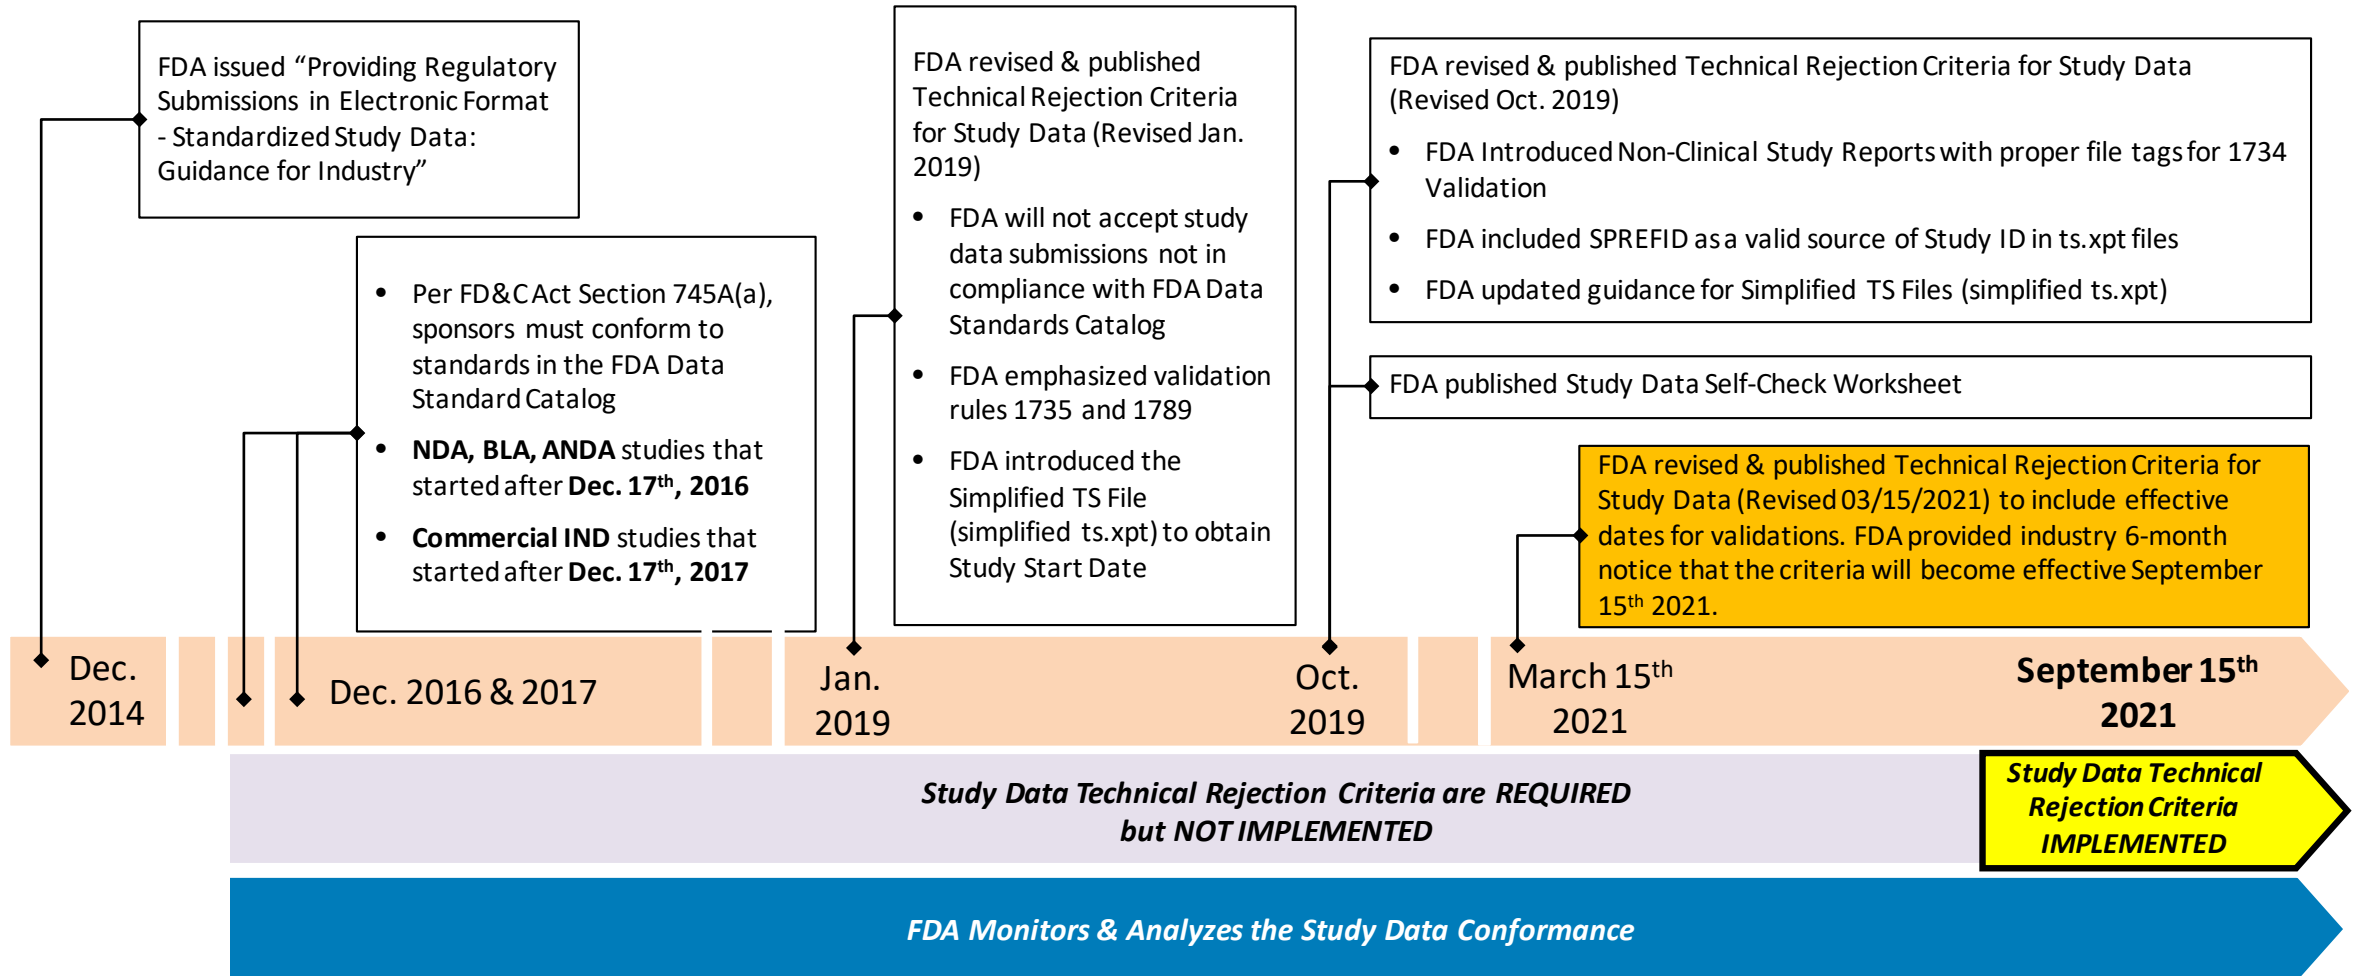 FDA issued “Providing Regulatory
Submissions in Electronic Format
- Standardized Study Data:
Guidance for Industry”
• Per FD&C Act Section 745A(a),
sponsors must conform to
standards in the FDA Data
Standard Catalog
• NDA, BLA, ANDA studies that
started after Dec. 17th, 2016
• Commercial IND studies that
started after Dec. 17th, 2017
FDA revised & published
Technical Rejection Criteria
for Study Data (Revised Jan.
2019)
• FDA will not accept study
data submissions not in
compliance with FDA Data
Standards Catalog
• FDA emphasized validation
rules 1735 and 1789
• FDA introduced the
Simplified TS File
(simplified ts.xpt) to obtain
Study Start Date
FDA revised & published Technical Rejection Criteria for Study Data
(Revised Oct. 2019)
• FDA Introduced Non-Clinical Study Reports with proper file tags for 1734
Validation
• FDA included SPREFID as a valid source of Study ID in ts.xpt files
• FDA updated guidance for Simplified TS Files (simplified ts.xpt)
FDA published Study Data Self-Check Worksheet
FDA revised & published Technical Rejection Criteria for
Study Data (Revised 03/15/2021) to include effective
dates for validations. FDA provided industry 6-month
notice that the criteria will become effective September
15th 2021.
Dec.
2014
Dec. 2016 & 2017
Jan.
2019
Oct.
2019
March 15th
2021
September 15th
2021
Study Data Technical Rejection Criteria are REQUIRED
but NOT IMPLEMENTED
Study Data Technical
Rejection Criteria
IMPLEMENTED
FDA Monitors & Analyzes the Study Data Conformance